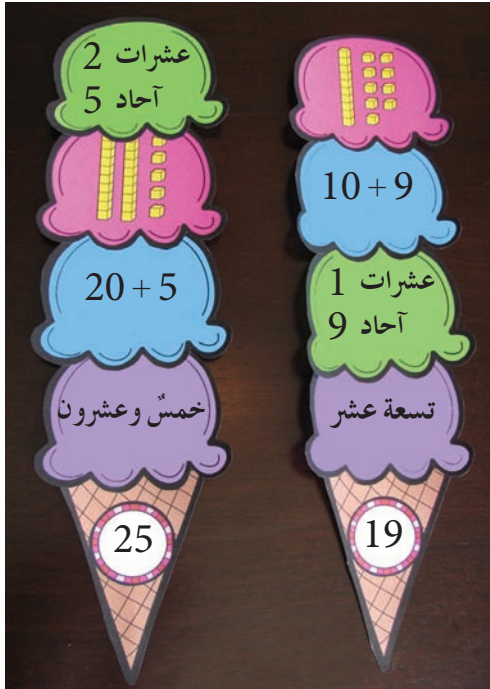 عشرات 2
آحاد 5
20 + 5
خمسٌ وعشرون
25
10 + 9
عشرات 1
آحاد 9
تسعة عشر
19